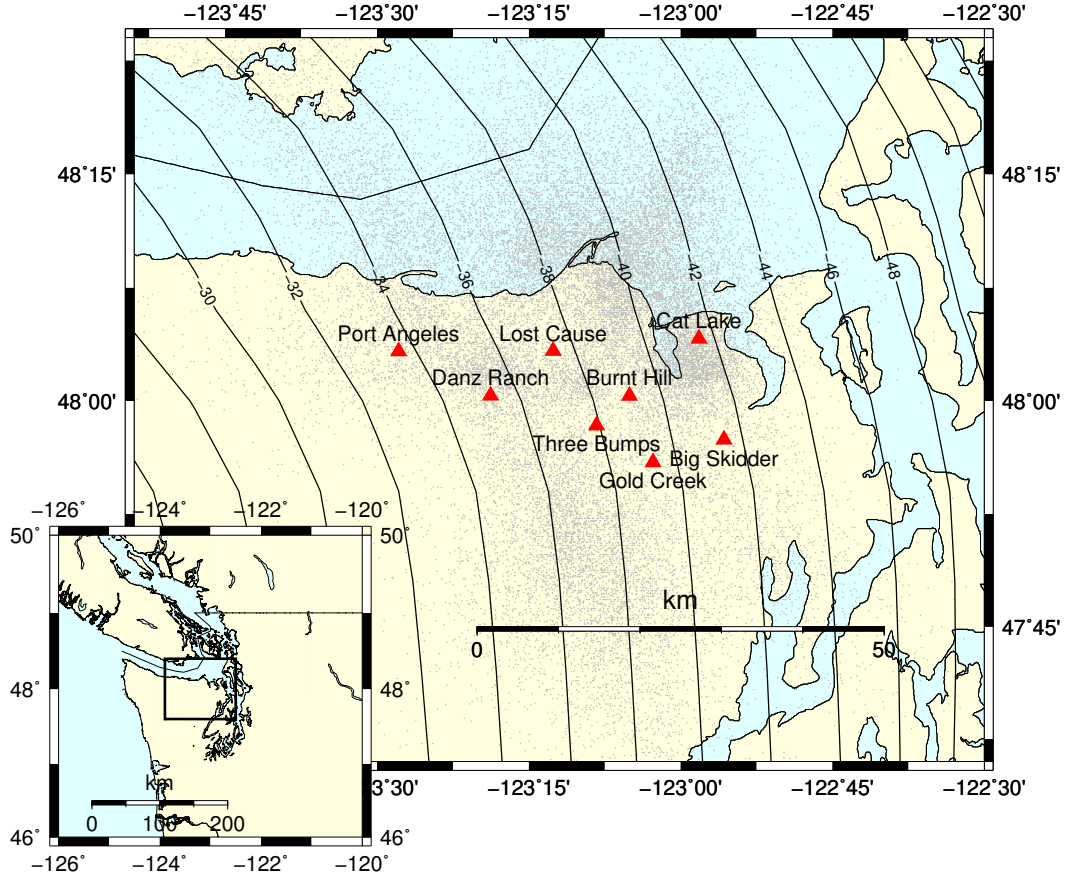 −123˚45' −123˚30' −123˚15' −123˚00' −122˚45' −122˚30'
48˚15' 48˚15'
−30 −32 −34 −36 −38 −40 −42 −44 −46 −48
Cat Lake
Port Angeles Lost Cause
Danz Ranch Burnt Hill
48˚00' 48˚00'
Three Bumps Big Skidder
Gold Creek
km
0 50
47˚45'
−123˚30' −123˚15' −123˚00' −122˚45' −122˚30'
−126˚ −124˚ −122˚ −120˚
50˚ 50˚
48˚ 48˚
km
0 100 200
46˚ 46˚
−126˚ −124˚ −122˚ −120˚